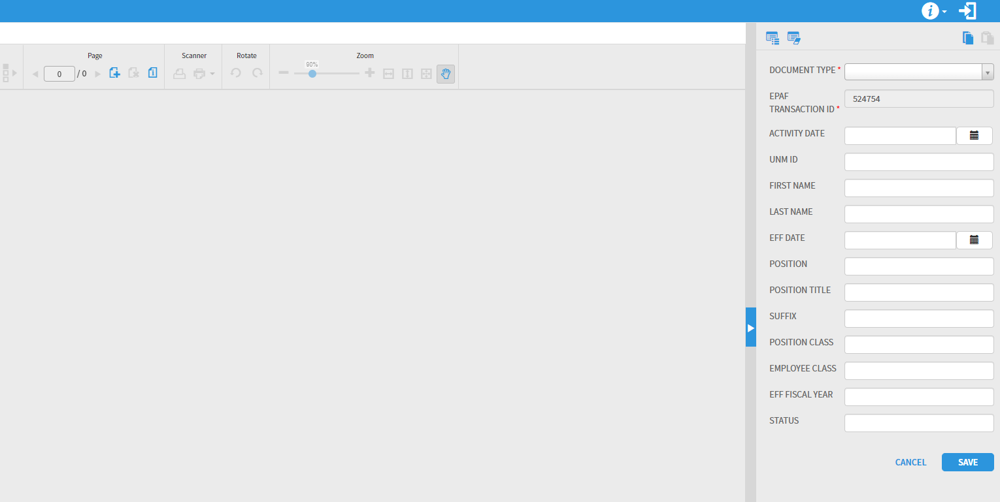 Page
Scanner
Rotate
Zoom
0 / 0
90%
DOCUMENT TYPE *
EPAF
TRANSACTION ID *
524754
ACTIVITY DATE
UNM ID
FIRST NAME
LAST NAME
EFF DATE
POSITION
POSITION TITLE
SUFFIX
POSITION CLASS
EMPLOYEE CLASS
EFF FISCAL YEAR
STATUS
CANCEL
SAVE